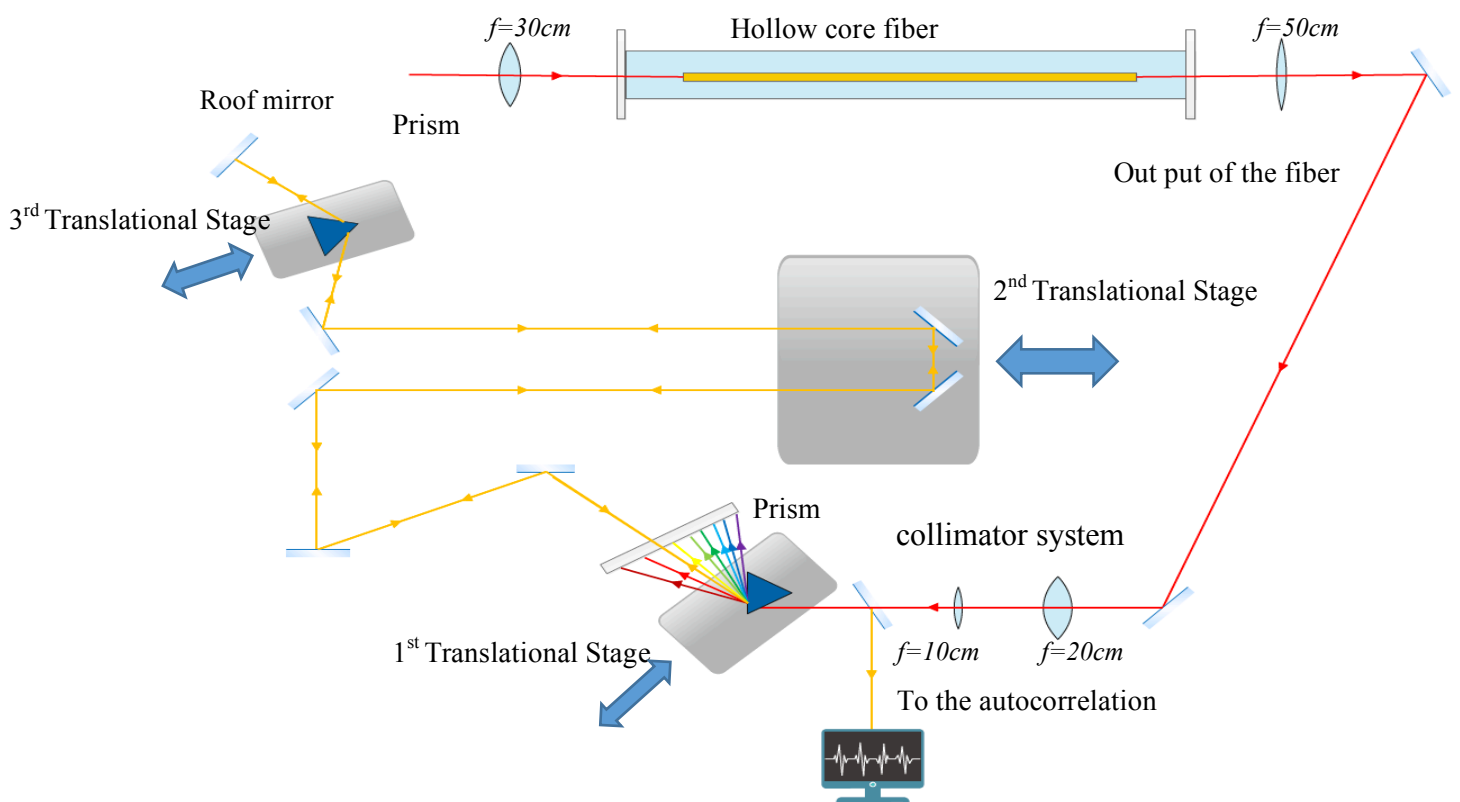 f=30cm
Hollow core fiber
f=50cm
Roof mirror
Prism
Out put of the fiber
3rd Translational Stage
2nd Translational Stage
Prism
collimator system
1st Translational Stage
f=10cm
f=20cm
To the autocorrelation